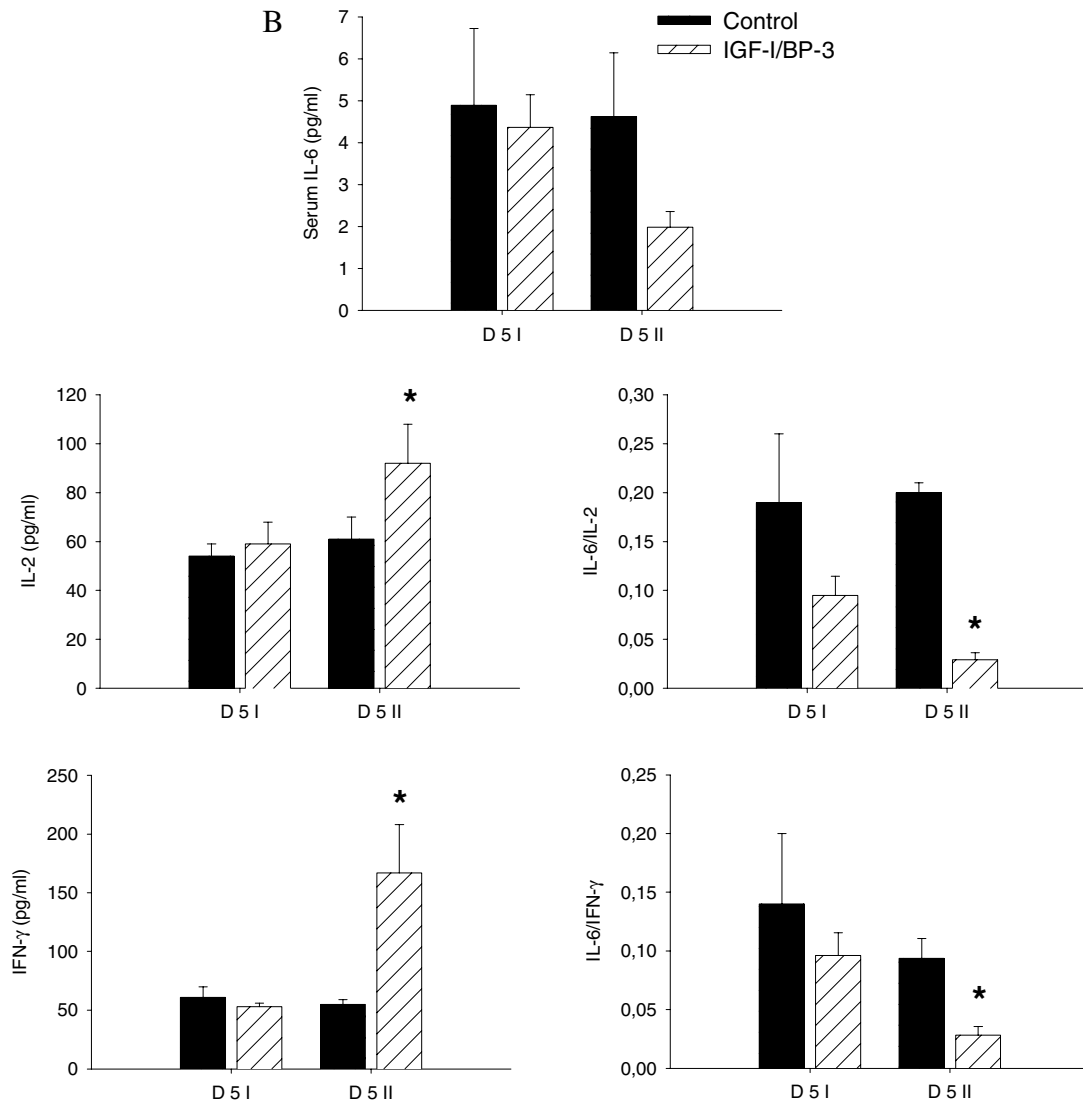 B
Control
IGF-I/BP-3
Serum IL-6 (pg/ml)
7
6
5
4
3
2
1
0
D 5 I
D 5 II
IL-2 (pg/ml)
120
100
80
60
40
20
0
*
D 5 I
D 5 II
IL-6/IL-2
0,30
0,25
0,20
0,15
0,10
0,05
0,00
*
D 5 I
D 5 II
IFN-γ (pg/ml)
250
200
150
100
50
0
*
D 5 I
D 5 II
IL-6/IFN-γ
0,25
0,20
0,15
0,10
0,05
0,00
*
D 5 I
D 5 II